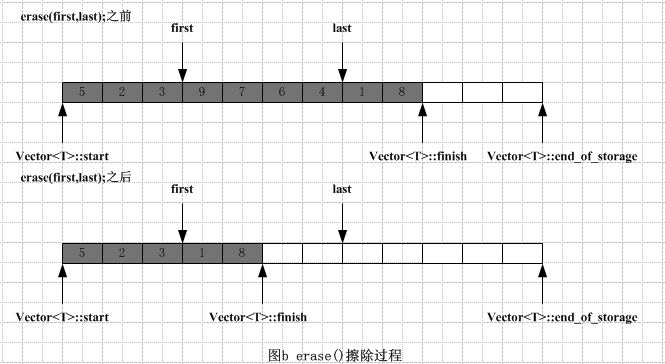 erase(first,last);之前
first last
5 2 3 9 7 6 4 1 8
Vector<T>::start Vector<T>::finish Vector<T>::end_of_storage
erase(first,last);之后
first last
5 2 3 1 8
Vector<T>::start Vector<T>::finish Vector<T>::end_of_storage
图b erase()擦除过程